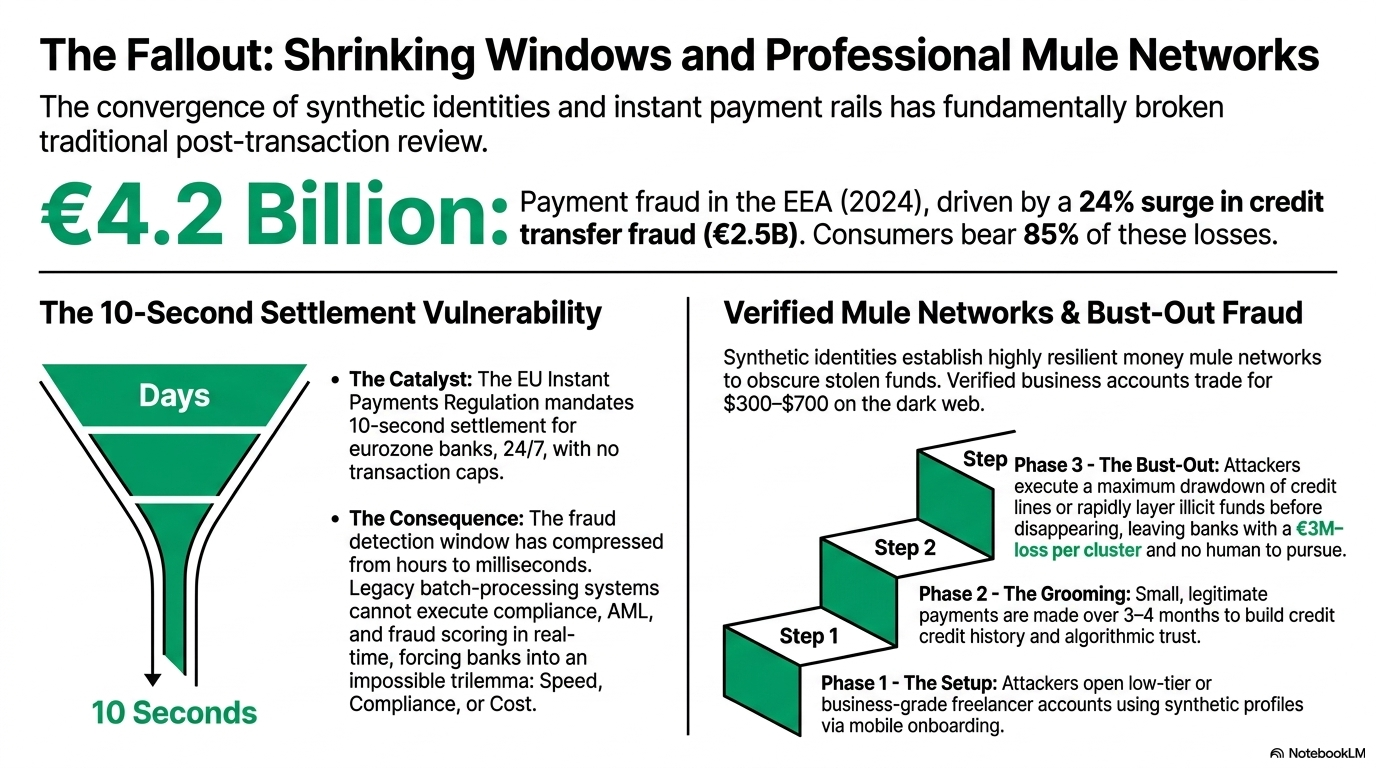 The Fallout: Shrinking Windows and Professional Mule Networks
The convergence of synthetic identities and instant payment rails has fundamentally broken
traditional post-transaction review.
€4.2 Billion:
Payment fraud in the EEA (2024), driven by a 24% surge in credit
transfer fraud (€2.5B). Consumers bear 85% of these losses.
The 10-Second Settlement Vulnerability
Days
10 Seconds
• The Catalyst: The EU Instant
Payments Regulation mandates
10-second settlement for
eurozone banks, 24/7, with no
transaction caps.
• The Consequence: The fraud
detection window has compressed
from hours to milliseconds.
Legacy batch-processing systems
cannot execute compliance, AML,
and fraud scoring in real-
time, forcing banks into an
impossible trilemma: Speed,
Compliance, or Cost.
Verified Mule Networks & Bust-Out Fraud
Synthetic identities establish highly resilient money mule networks
to obscure stolen funds. Verified business accounts trade for
$300–$700 on the dark web.
Step
Phase 3 - The Bust-Out: Attackers
execute a maximum drawdown of credit
lines or rapidly layer illicit funds before
disappearing, leaving banks with a €3M–
loss per cluster and no human to pursue.
Step 2
Phase 2 - The Grooming: Small, legitimate
payments are made over 3–4 months to build credit
credit history and algorithmic trust.
Step 1
Phase 1 - The Setup: Attackers open low-tier or
business-grade freelancer accounts using synthetic profiles
via mobile onboarding.
NotebookLM